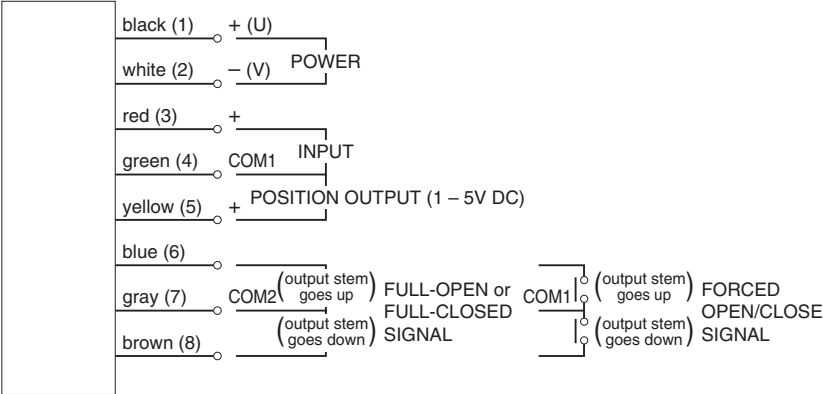 black (1) + (U)
POWER
white (2) – (V)
red (3) +
INPUT
green (4) COM1
POSITION OUTPUT (1 – 5V DC)
yellow (5) +
blue (6)
gray (7) COM2
(output stem goes up)
(output stem goes down)
FULL-OPEN or
FULL-CLOSED
SIGNAL
brown (8)
COM1
(output stem
goes up)
(output stem
goes down)
FORCED
OPEN/CLOSE
SIGNAL